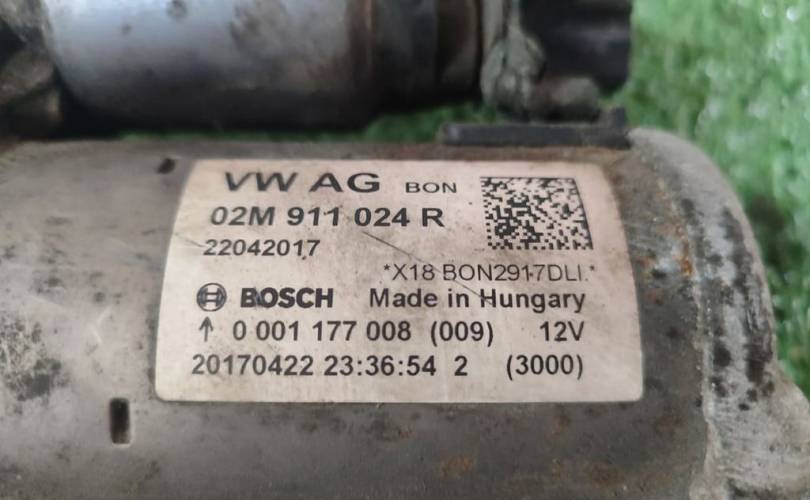 VW AG BON
02M 911 024 R
22042017
*X18 BON2917DLI.*
BOSCH Made in Hungary
↑ 0 001 177 008 (009) 12V
20170422 23:36:54 2 (3000)